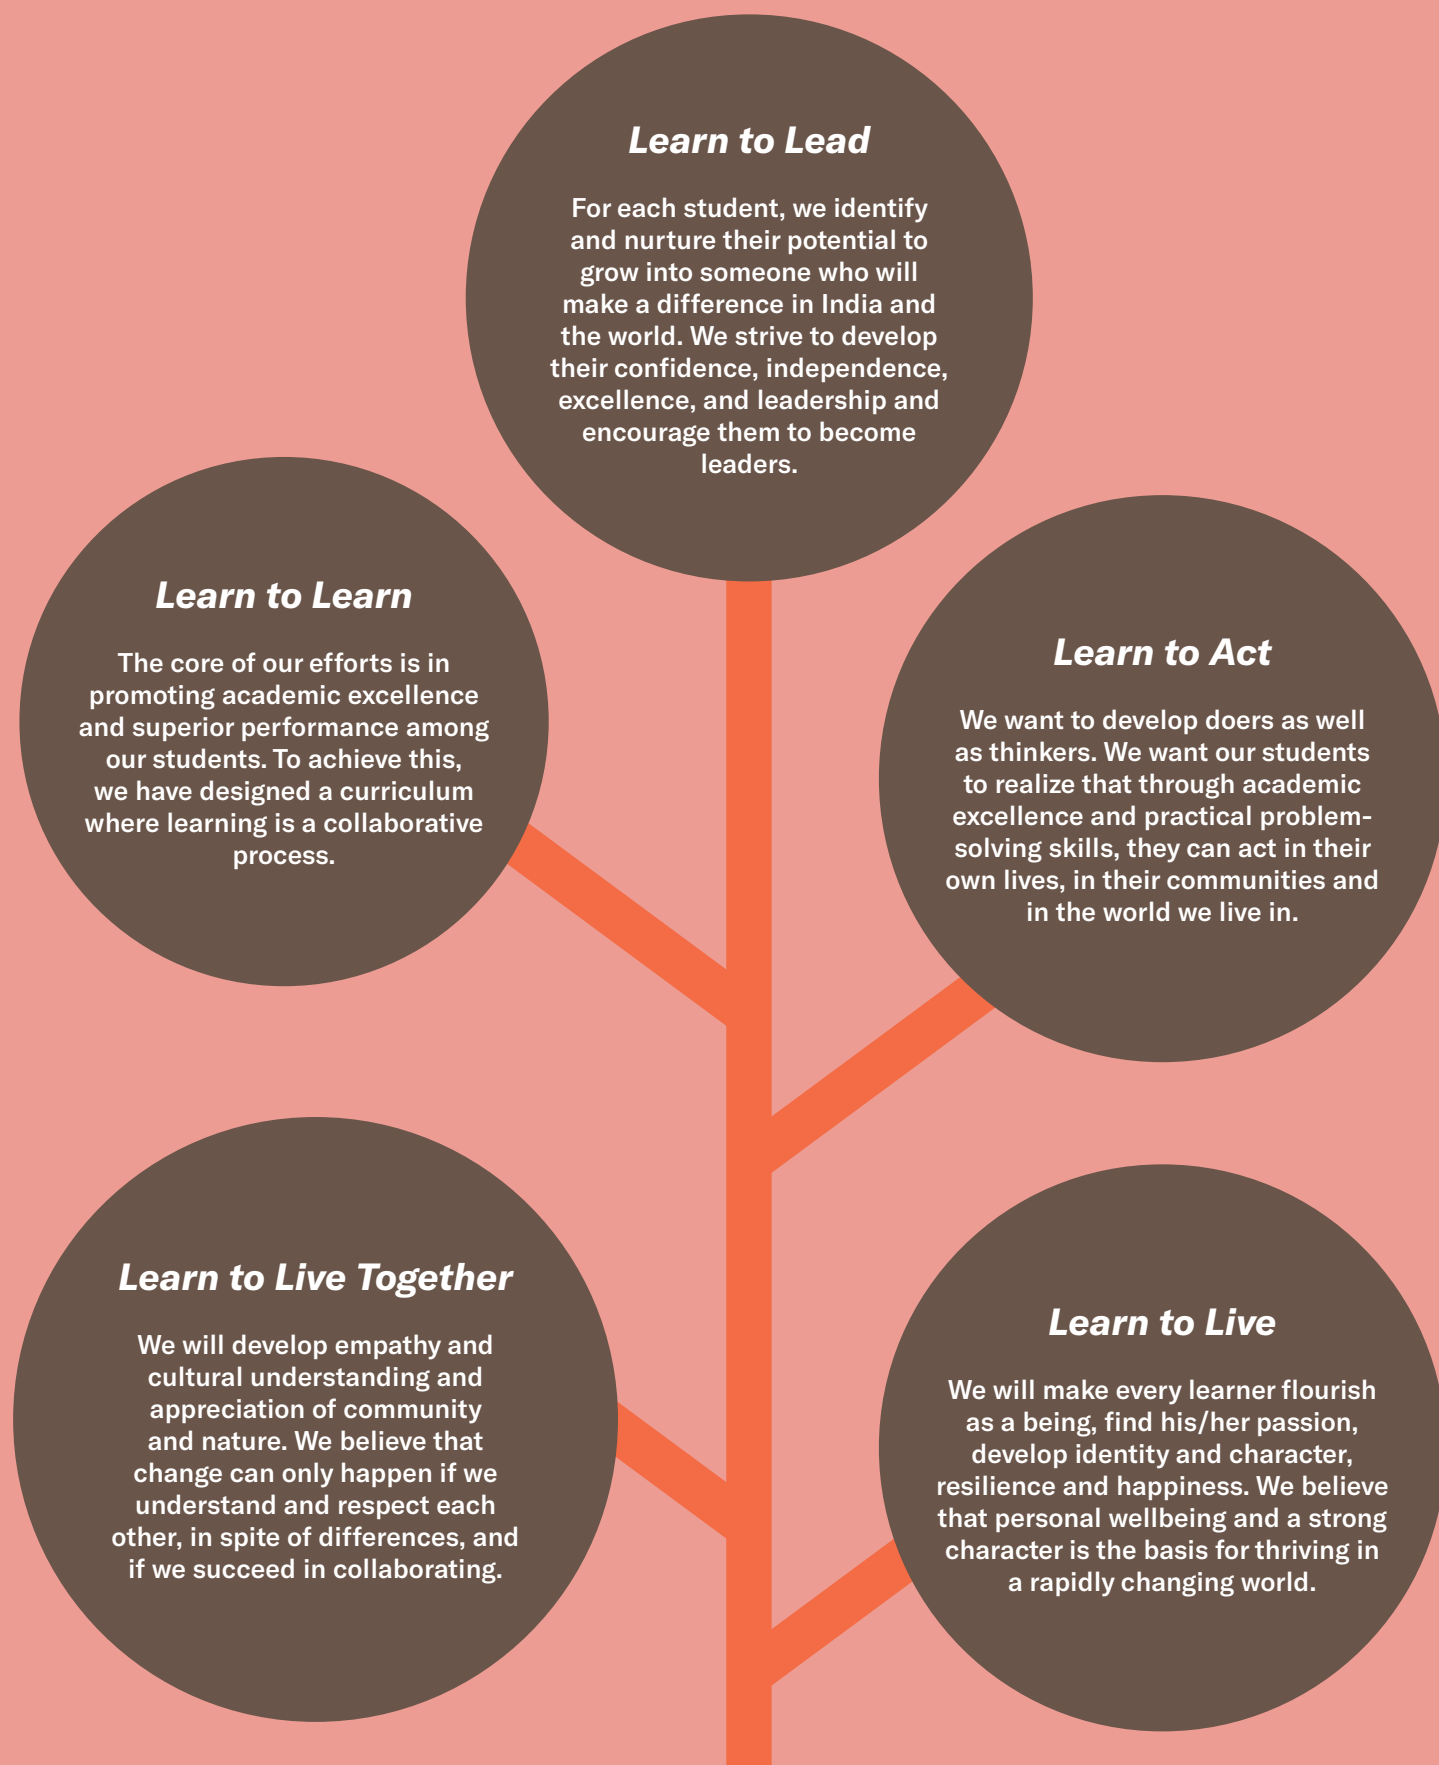 Learn to Lead
For each student, we identify
and nurture their potential to
grow into someone who will
make a difference in India and
the world. We strive to develop
their confidence, independence,
excellence, and leadership and
encourage them to become
leaders.
Learn to Learn
The core of our efforts is in
promoting academic excellence
and superior performance among
our students. To achieve this,
we have designed a curriculum
where learning is a collaborative
process.
Learn to Act
We want to develop doers as well
as thinkers. We want our students
to realize that through academic
excellence and practical problem-
solving skills, they can act in their
own lives, in their communities and
in the world we live in.
Learn to Live Together
We will develop empathy and
cultural understanding and
appreciation of community
and nature. We believe that
change can only happen if we
understand and respect each
other, in spite of differences, and
if we succeed in collaborating.
Learn to Live
We will make every learner flourish
as a being, find his/her passion,
develop identity and character,
resilience and happiness. We believe
that personal wellbeing and a strong
character is the basis for thriving in
a rapidly changing world.